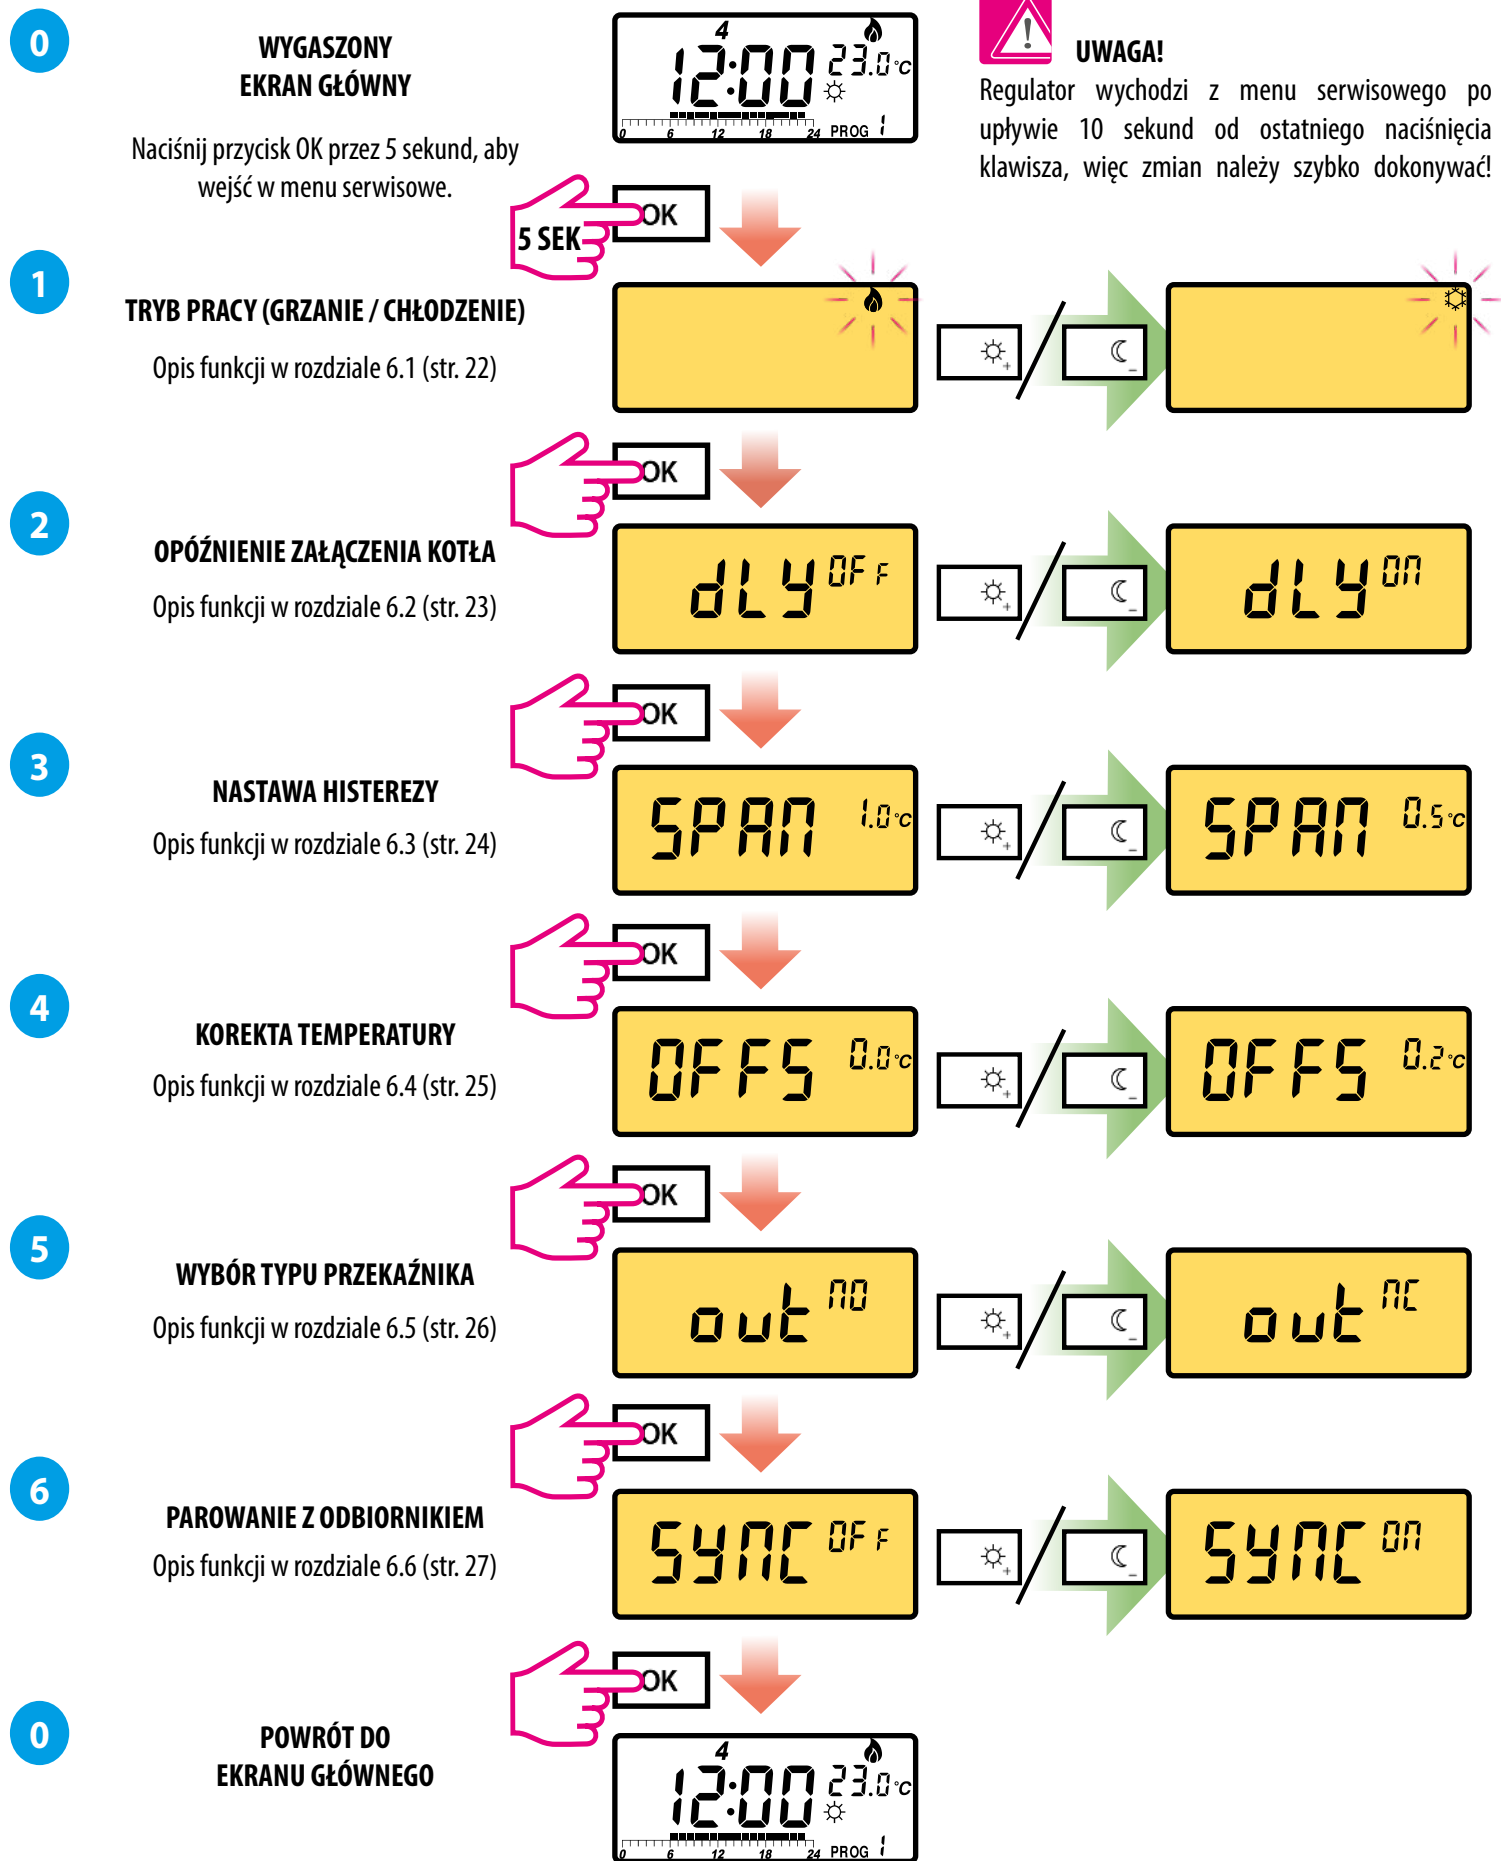 0
WYGASZONY
EKRAN GŁÓWNY
Naciśnij przycisk OK przez 5 sekund, aby
wejść w menu serwisowe.
4
12:00 23.0 °C
0 6 12 18 24 PROG 1
UWAGA!
Regulator wychodzi z menu serwisowego po
upływie 10 sekund od ostatniego naciśnięcia
klawisza, więc zmian należy szybko dokonywać!
5 SEK
OK
1
TRYB PRACY (GRZANIE / CHŁODZENIE)
Opis funkcji w rozdziale 6.1 (str. 22)
+
-
OK
2
OPÓŹNIENIE ZAŁĄCZENIA KOTŁA
Opis funkcji w rozdziale 6.2 (str. 23)
dLY OFF
+
-
dLY ON
OK
3
NASTAWA HISTEREZY
Opis funkcji w rozdziale 6.3 (str. 24)
SPAN 1.0 °C
+
-
SPAN 0.5 °C
OK
4
KOREKTA TEMPERATURY
Opis funkcji w rozdziale 6.4 (str. 25)
OFFS 0.0 °C
+
-
OFFS 0.2 °C
OK
5
WYBÓR TYPU PRZEKAŹNIKA
Opis funkcji w rozdziale 6.5 (str. 26)
out NO
+
-
out NC
OK
6
PAROWANIE Z ODBIORNIKIEM
Opis funkcji w rozdziale 6.6 (str. 27)
SYNC OFF
+
-
SYNC ON
OK
0
POWRÓT DO
EKRANU GŁÓWNEGO
4
12:00 23.0 °C
0 6 12 18 24 PROG 1